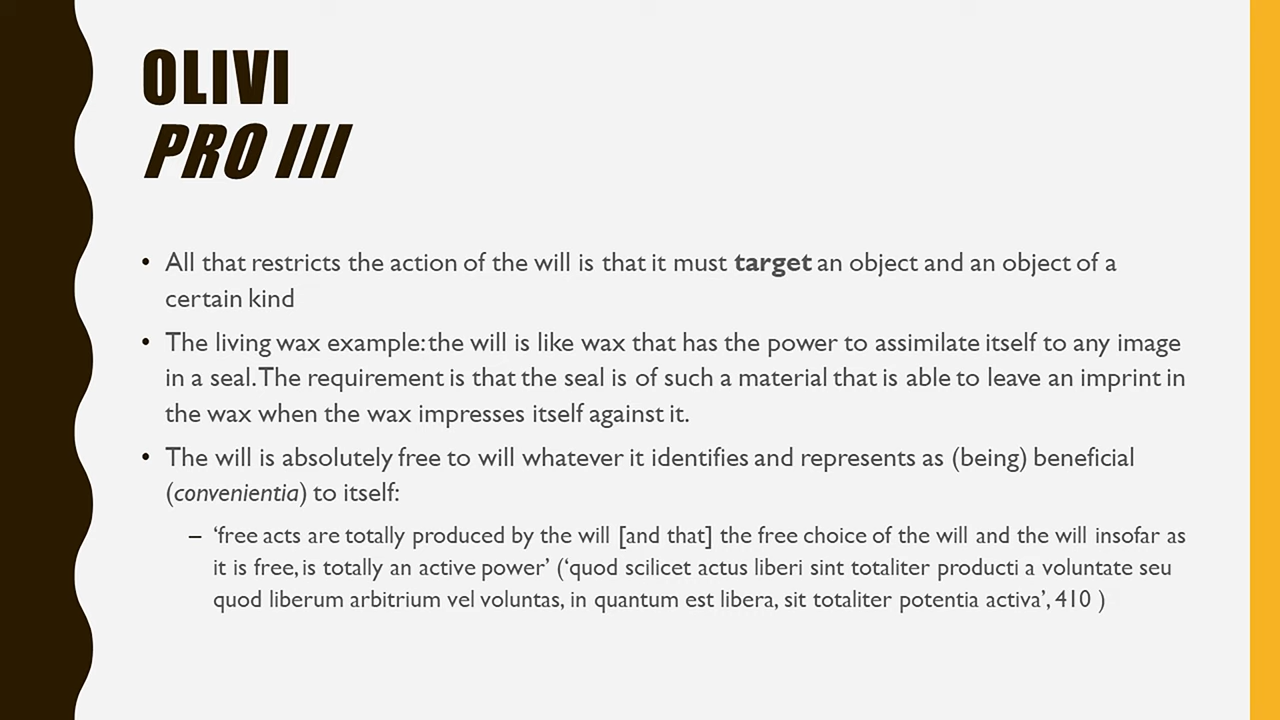 OLIVI
PRO III
• All that restricts the action of the will is that it must target an object and an object of a
certain kind
• The living wax example: the will is like wax that has the power to assimilate itself to any image
in a seal. The requirement is that the seal is of such a material that is able to leave an imprint in
the wax when the wax impresses itself against it.
• The will is absolutely free to will whatever it identifies and represents as (being) beneficial
(convenientia) to itself:
– ‘free acts are totally produced by the will [and that] the free choice of the will and the will insofar as
it is free, is totally an active power’ (‘quod scilicet actus liberi sint totaliter producti a voluntate seu
quod liberum arbitrium vel voluntas, in quantum est libera, sit totaliter potentia activa’, 410 )